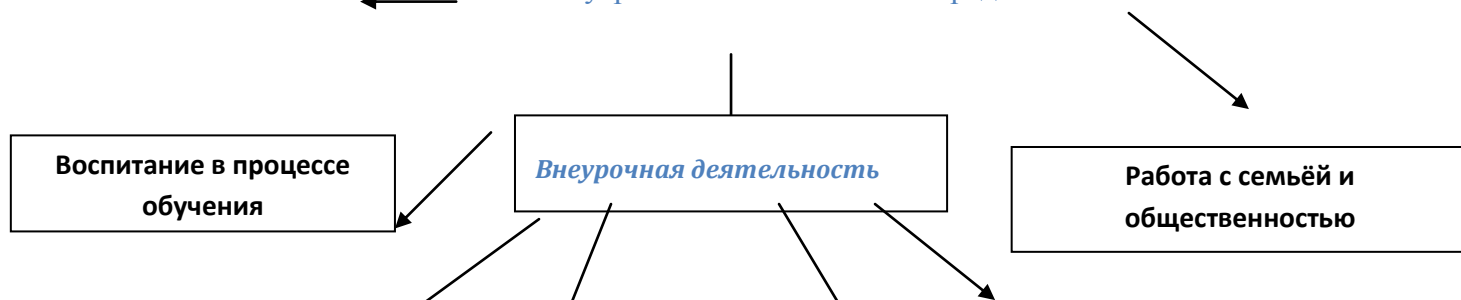 Воспитание в процессе
обучения
Внеурочная деятельность
Работа с семьёй и
общественностью